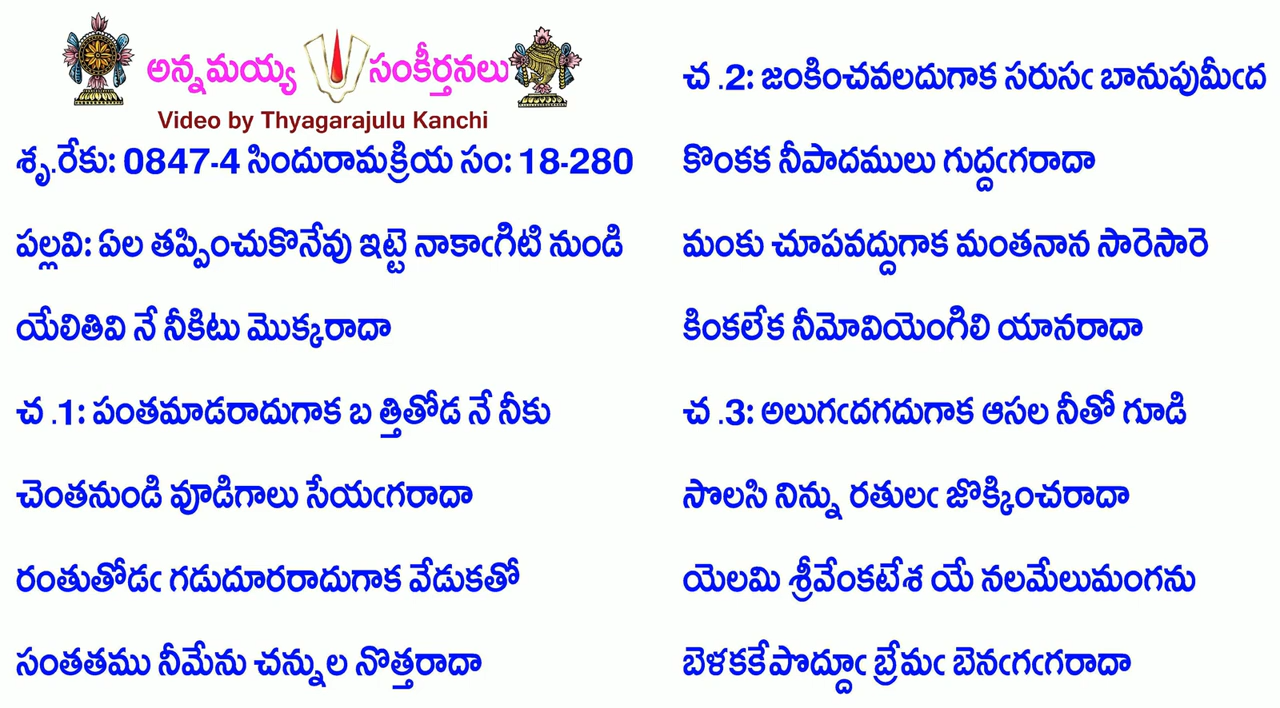 అన్నమయ్య సంకీర్తనలు
Video by Thyagarajulu Kanchi
శృ.రేకు: 0847-4 సిందురామక్రియ సం: 18-280
పల్లవి: ఏల తప్పించుకొనేవు ఇట్టె నాకాఁగిటి నుండి
యేలితివి నే నీకిటు మొక్కరాదా
చ .1: పంతమాడరాదుగాక బ త్తితోడ నే నీకు
చెంతనుండి వూడిగాలు సేయఁగరాదా
రంతుతోడఁ గడుదూరరాదుగాక వేడుకతో
సంతతము నీమేను చన్నుల నొత్తరాదా
చ .2: జంకించవలదుగాక సరుసఁ బానుపుమీఁద
కొంకక నీపాదములు గుద్దఁగరాదా
మంకు చూపవద్దుగాక మంతనాన సారెసారె
కింకలేక నీమోవియెంగిలి యానరాదా
చ .3: అలుగఁదగదుగాక ఆసల నీతో గూడి
సొలసి నిన్ను రతులఁ జొక్కించరాదా
యెలమి శ్రీవేంకటేశ యే నలమేలుమంగను
బెళకకేపొద్దూఁ బ్రేమఁ బెనఁగఁగరాదా